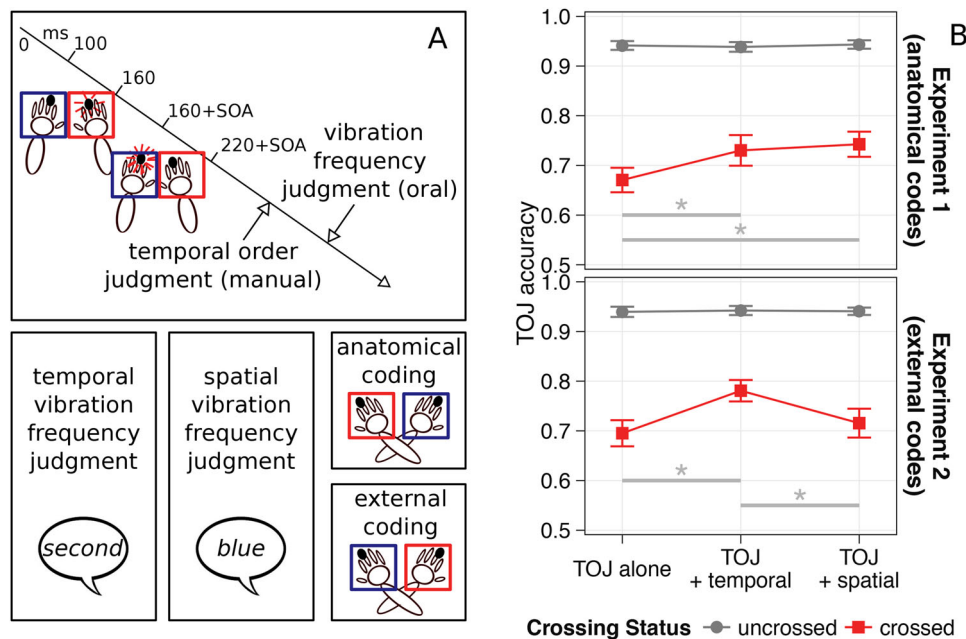 A
0
ms
100
160
160+SOA
220+SOA
vibration
frequency
judgment (oral)
temporal order
judgment (manual)
temporal
vibration
frequency
judgment
second
spatial
vibration
frequency
judgment
blue
anatomical
coding
external
coding
B
TOJ accuracy
1.0
0.9
0.8
0.7
0.6
0.5
*
*
Experiment 1
(anatomical codes)
1.0
0.9
0.8
0.7
0.6
0.5
*
*
Experiment 2
(external codes)
TOJ alone
TOJ
+ temporal
TOJ
+ spatial
Crossing Status uncrossed crossed